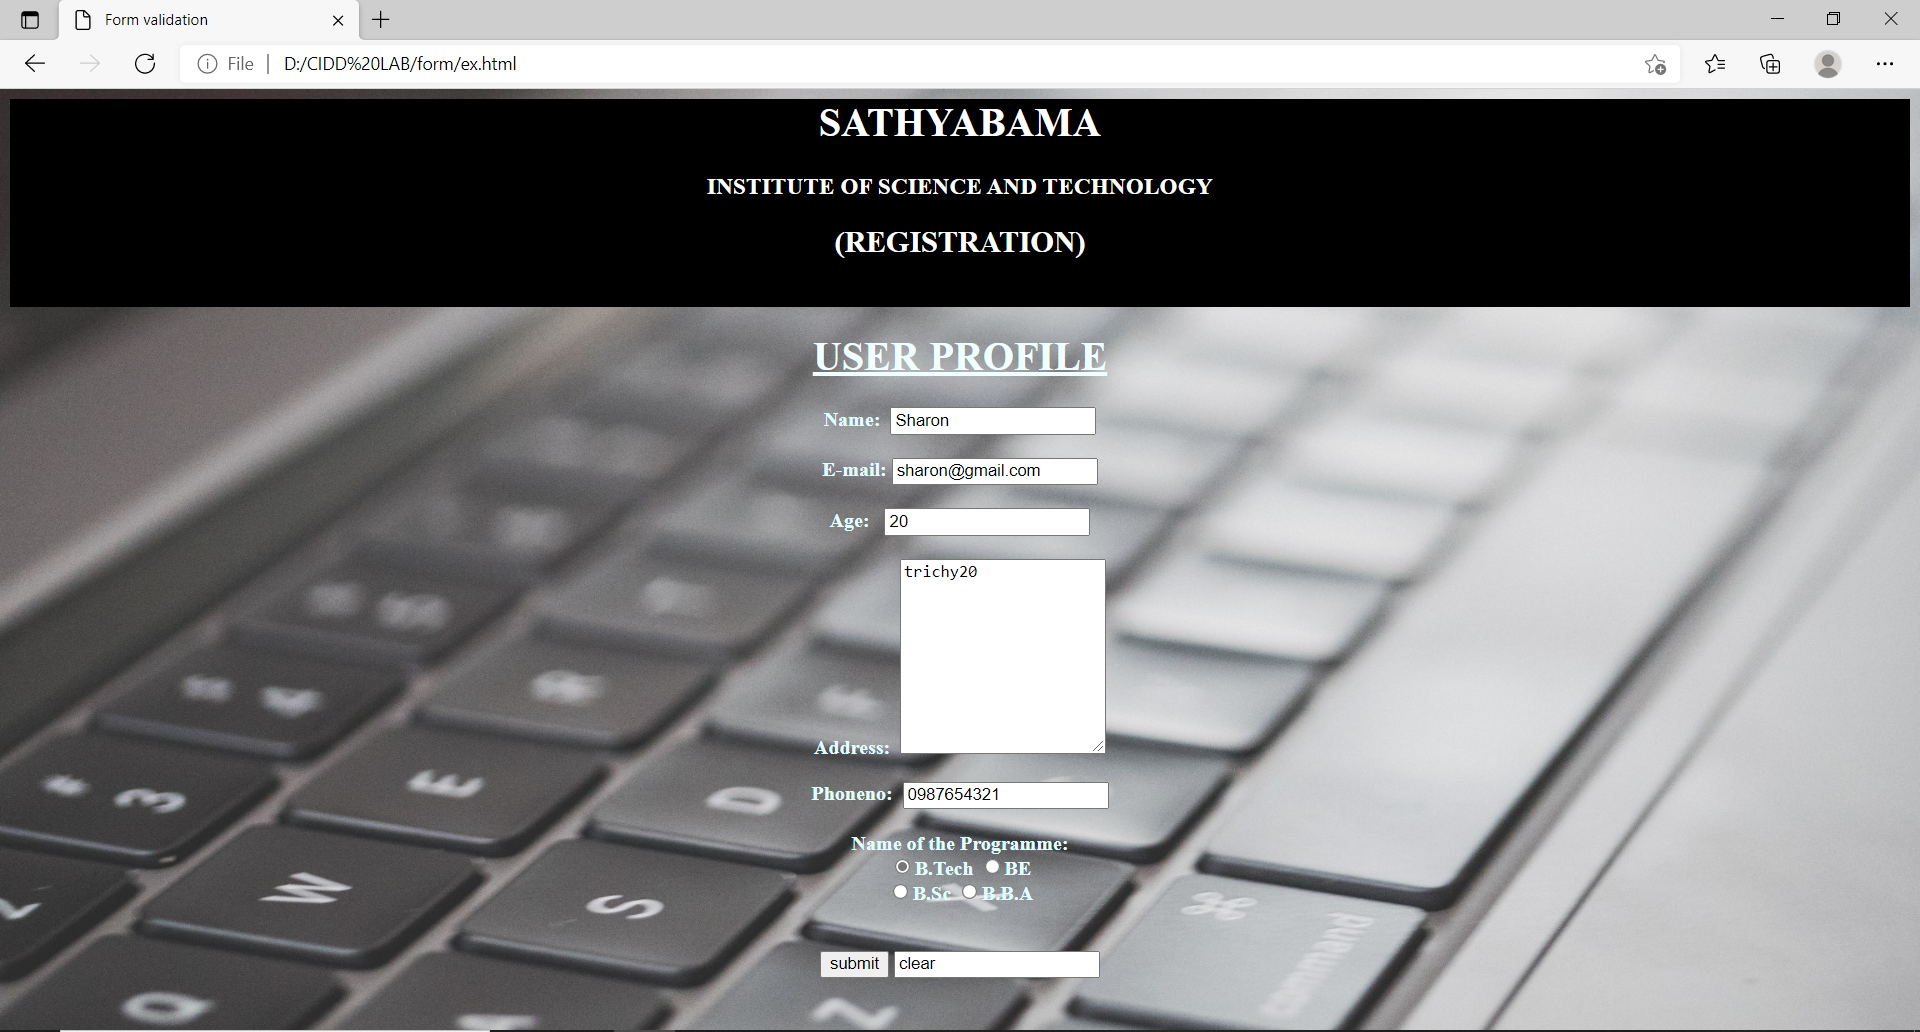 Form validation
File D:/CIDD%20LAB/form/ex.html
SATHYABAMA
INSTITUTE OF SCIENCE AND TECHNOLOGY
(REGISTRATION)
USER PROFILE
Name: Sharon
E-mail: sharon@gmail.com
Age: 20
trichy20
Address:
Phoneno: 0987654321
Name of the Programme:
B.Tech BE
B.Sc B.B.A
submit clear
# 3
E
D
W
S
Z
Q
A
Z
command